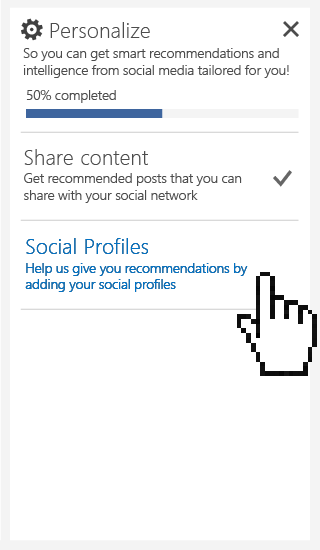 Personalize
So you can get smart recommendations and
intelligence from social media tailored for you!
50% completed
Share content
Get recommended posts that you can
share with your social network
Social Profiles
Help us give you recommendations by
adding your social profiles